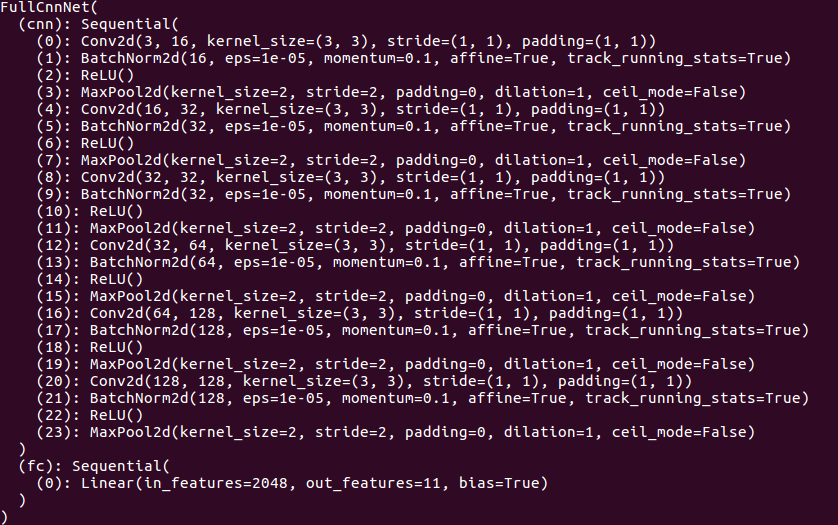 FullCnnNet(
  (cnn): Sequential(
    (0): Conv2d(3, 16, kernel_size=(3, 3), stride=(1, 1), padding=(1, 1))
    (1): BatchNorm2d(16, eps=1e-05, momentum=0.1, affine=True, track_running_stats=True)
    (2): ReLU()
    (3): MaxPool2d(kernel_size=2, stride=2, padding=0, dilation=1, ceil_mode=False)
    (4): Conv2d(16, 32, kernel_size=(3, 3), stride=(1, 1), padding=(1, 1))
    (5): BatchNorm2d(32, eps=1e-05, momentum=0.1, affine=True, track_running_stats=True)
    (6): ReLU()
    (7): MaxPool2d(kernel_size=2, stride=2, padding=0, dilation=1, ceil_mode=False)
    (8): Conv2d(32, 32, kernel_size=(3, 3), stride=(1, 1), padding=(1, 1))
    (9): BatchNorm2d(32, eps=1e-05, momentum=0.1, affine=True, track_running_stats=True)
    (10): ReLU()
    (11): MaxPool2d(kernel_size=2, stride=2, padding=0, dilation=1, ceil_mode=False)
    (12): Conv2d(32, 64, kernel_size=(3, 3), stride=(1, 1), padding=(1, 1))
    (13): BatchNorm2d(64, eps=1e-05, momentum=0.1, affine=True, track_running_stats=True)
    (14): ReLU()
    (15): MaxPool2d(kernel_size=2, stride=2, padding=0, dilation=1, ceil_mode=False)
    (16): Conv2d(64, 128, kernel_size=(3, 3), stride=(1, 1), padding=(1, 1))
    (17): BatchNorm2d(128, eps=1e-05, momentum=0.1, affine=True, track_running_stats=True)
    (18): ReLU()
    (19): MaxPool2d(kernel_size=2, stride=2, padding=0, dilation=1, ceil_mode=False)
    (20): Conv2d(128, 128, kernel_size=(3, 3), stride=(1, 1), padding=(1, 1))
    (21): BatchNorm2d(128, eps=1e-05, momentum=0.1, affine=True, track_running_stats=True)
    (22): ReLU()
    (23): MaxPool2d(kernel_size=2, stride=2, padding=0, dilation=1, ceil_mode=False)
  )
  (fc): Sequential(
    (0): Linear(in_features=2048, out_features=11, bias=True)
  )
)